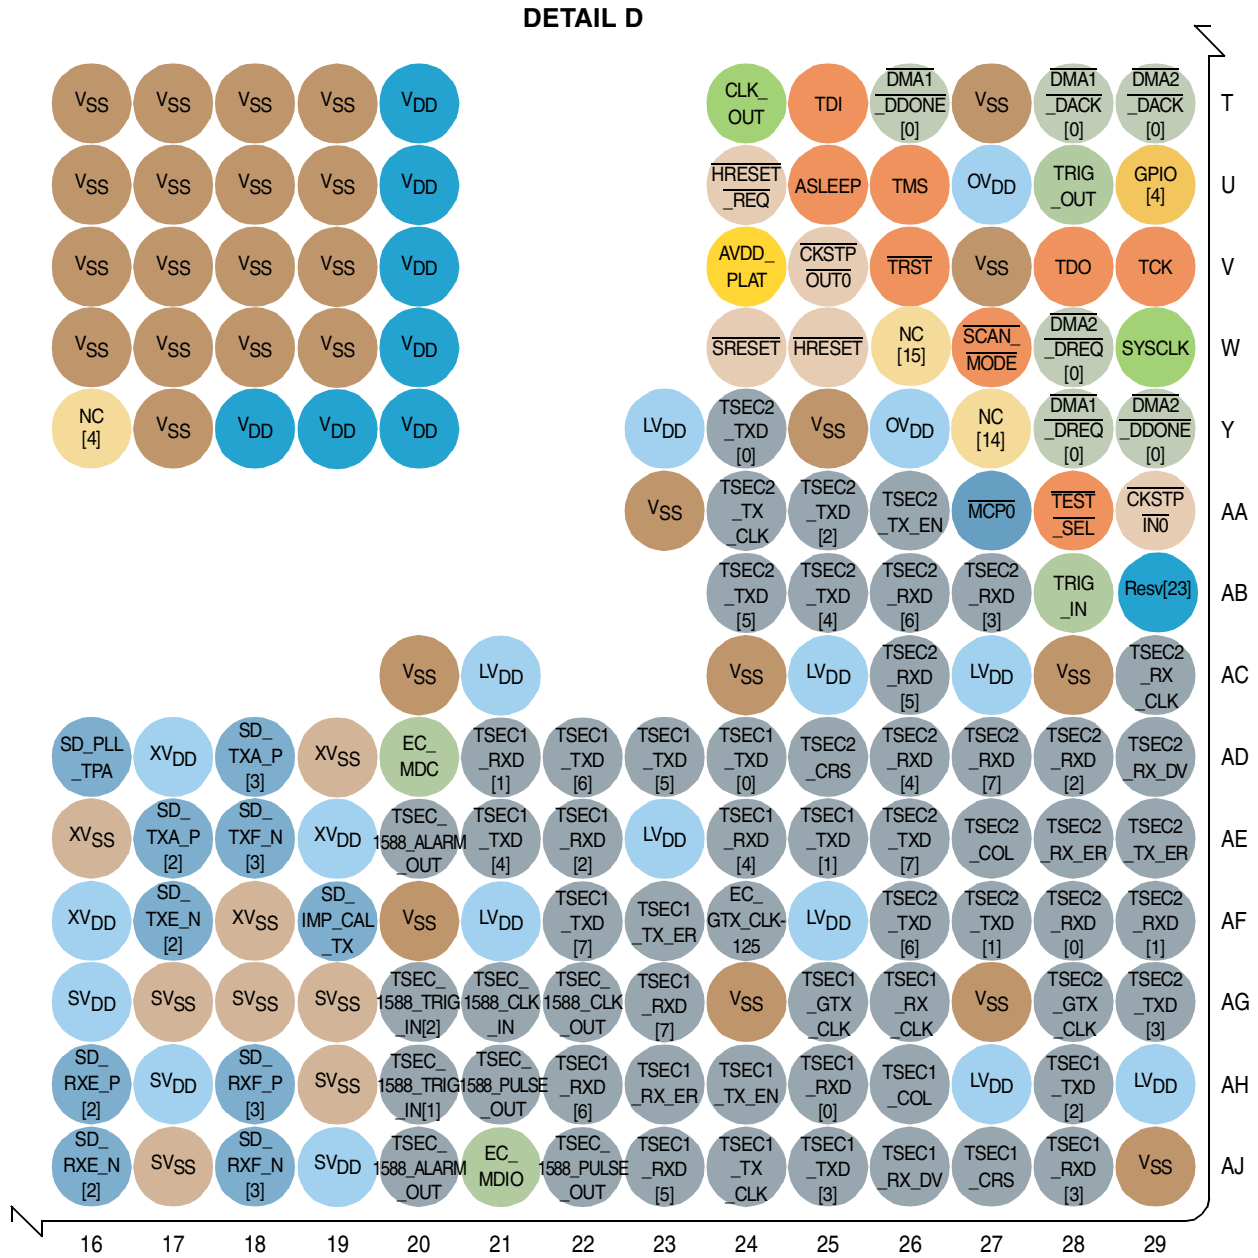 DETAIL D
VSS VSS VSS VSS VDD CLK_OUT TDI DMA1_DDONE[0] VSS DMA1_DACK[0] DMA2_DACK[0] T
VSS VSS VSS VSS VDD HRESET_REQ ASLEEP TMS OVDD TRIG_OUT GPIO[4] U
VSS VSS VSS VSS VDD AVDD_PLAT CKSTP OUT0 TRST VSS TDO TCK V
VSS VSS VSS VSS VDD SRESET HRESET NC[15] SCAN_MODE DMA2_DREQ[0] SYSCLK W
NC[4] VSS VDD VDD VDD LVDD TSEC2_TXD[0] VSS OVDD NC[14] DMA1_DREQ[0] DMA2_DDONE[0] Y
VSS TSEC2_TX_CLK TSEC2_TXD[2] TSEC2_TX_EN MCP0 TEST_SEL CKSTP IN0 AA
TSEC2_TXD[5] TSEC2_TXD[4] TSEC2_RXD[6] TSEC2_RXD[3] TRIG_IN Resv[23] AB
VSS LVDD VSS LVDD TSEC2_RXD[5] LVDD VSS TSEC2_RX_CLK AC
SD_PLL_TPA XVDD SD_TXA_P[3] XVSS EC_MDC TSEC1_RXD[1] TSEC1_TXD[6] TSEC1_TXD[5] TSEC1_TXD[0] TSEC2_CRS TSEC2_RXD[4] TSEC2_RXD[7] TSEC2_RXD[2] TSEC2_RX_DV AD
XVSS SD_TXA_P[2] SD_TXF_N[3] XVDD TSEC_1588_ALARM_OUT TSEC1_TXD[4] TSEC1_RXD[2] LVDD TSEC1_RXD[4] TSEC1_TXD[1] TSEC2_TXD[7] TSEC2_COL TSEC2_RX_ER TSEC2_TX_ER AE
XVDD SD_TXE_N[2] XVSS SD_IMP_CAL_TX VSS LVDD TSEC1_TXD[7] TSEC1_TX_ER EC_GTX_CLK-125 LVDD TSEC2_TXD[6] TSEC2_TXD[1] TSEC2_RXD[0] TSEC2_RXD[1] AF
SVDD SVSS SVSS SVSS TSEC_1588_TRIG_IN[2] TSEC_1588_CLK_IN TSEC_1588_CLK_OUT TSEC1_RXD[7] VSS TSEC1_GTX_CLK TSEC1_RX_CLK VSS TSEC2_GTX_CLK TSEC2_TXD[3] AG
SD_RXE_P[2] SVDD SD_RXF_P[3] SVSS TSEC_1588_TRIG_IN[1] TSEC_1588_PULSE_OUT TSEC1_RXD[6] TSEC1_RX_ER TSEC1_TX_EN TSEC1_RXD[0] TSEC1_COL LVDD TSEC1_TXD[2] LVDD AH
SD_RXE_N[2] SVSS SD_RXF_N[3] SVDD TSEC_1588_ALARM_OUT EC_MDIO TSEC_1588_PULSE_OUT TSEC1_RXD[5] TSEC1_TX_CLK TSEC1_TXD[3] TSEC1_RX_DV TSEC1_CRS TSEC1_RXD[3] VSS AJ
16 17 18 19 20 21 22 23 24 25 26 27 28 29